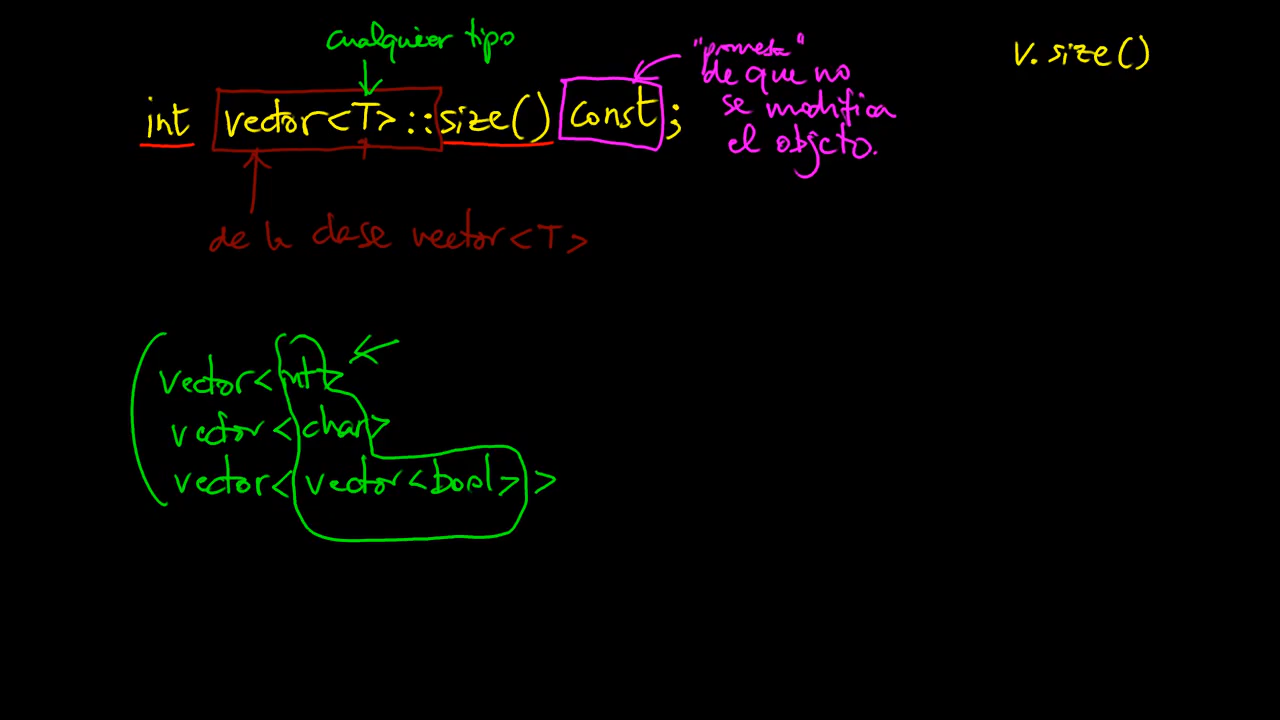 cualquier tipo
int vector<T>::size() const;
"promesa"
de que no
se modifica
el objeto.
v.size()
de la clase vector<T>
vector<int>
vector<char>
vector<vector<bool>>